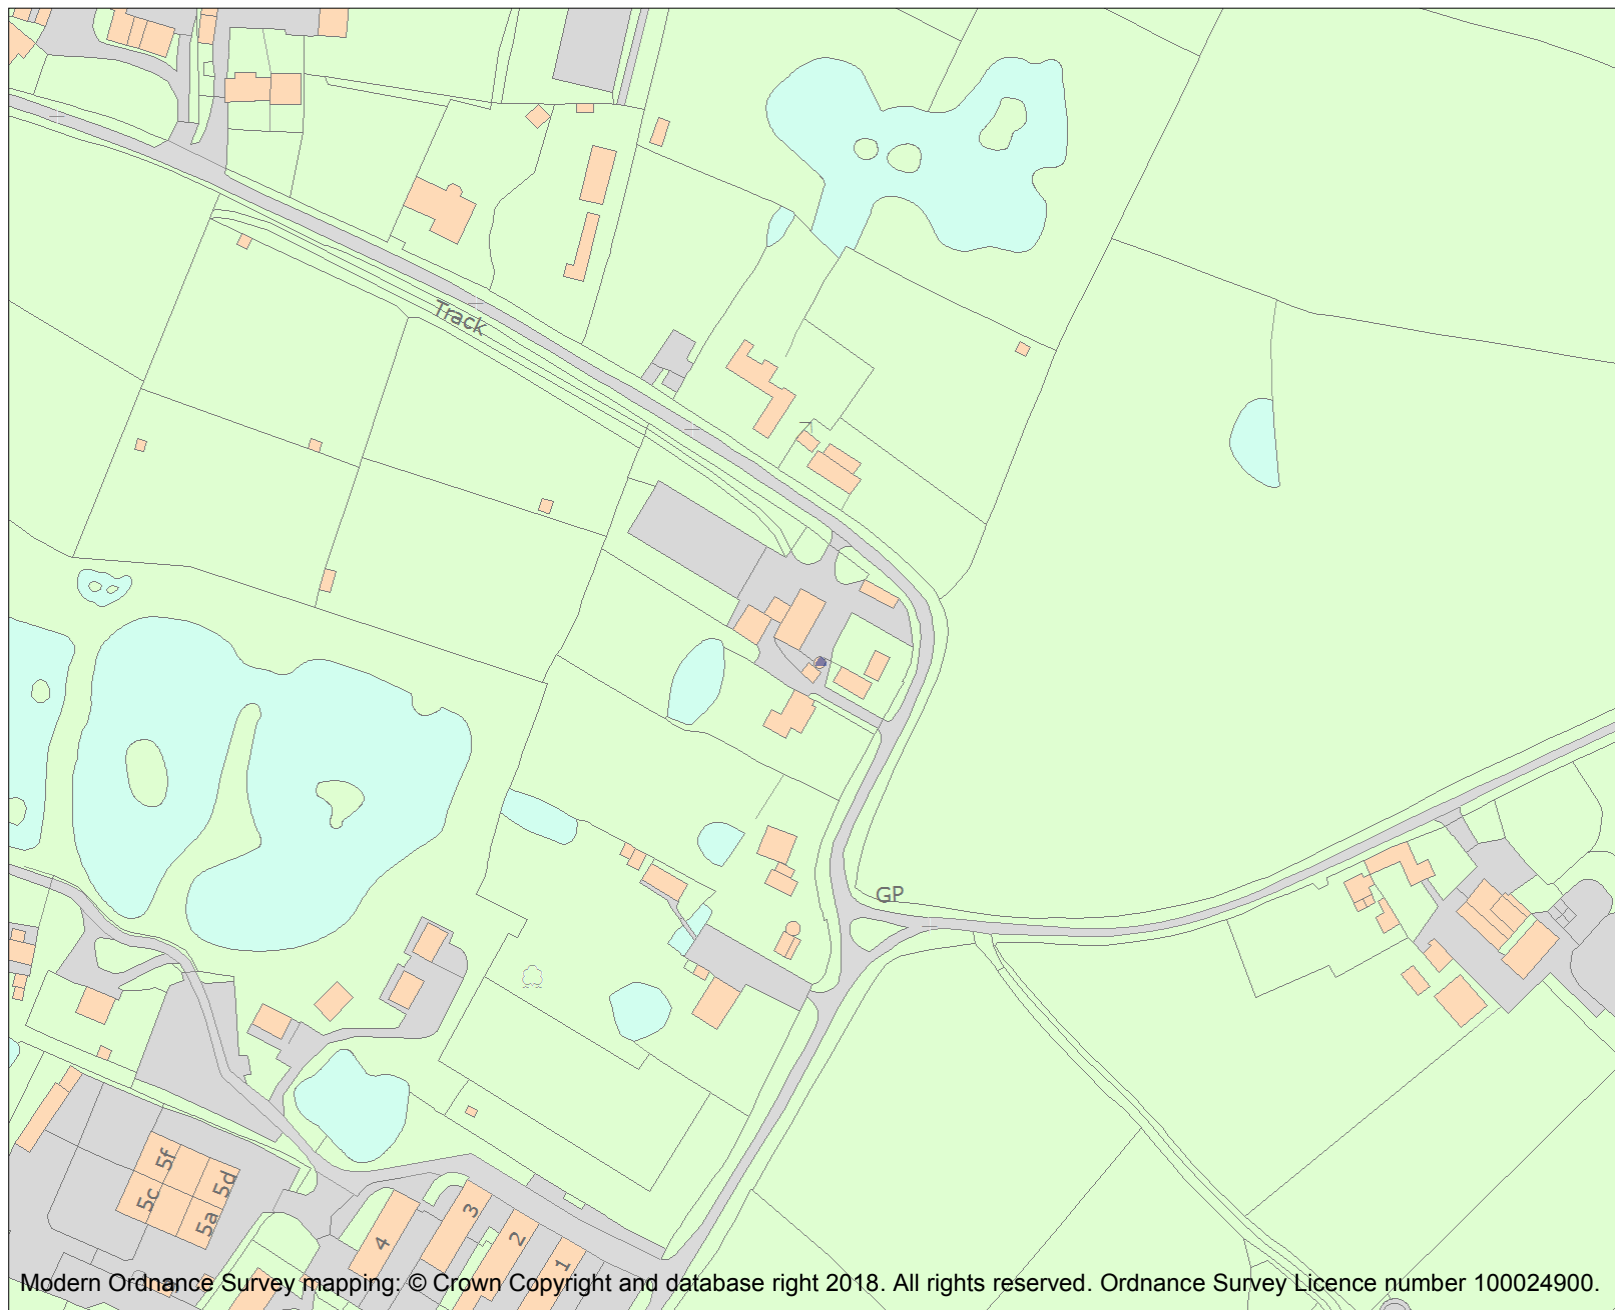 Track
GP
5f
5d
5c
5a
4
3
2
1
Modern Ordnance Survey mapping: © Crown Copyright and database right 2018. All rights reserved. Ordnance Survey Licence number 100024900.